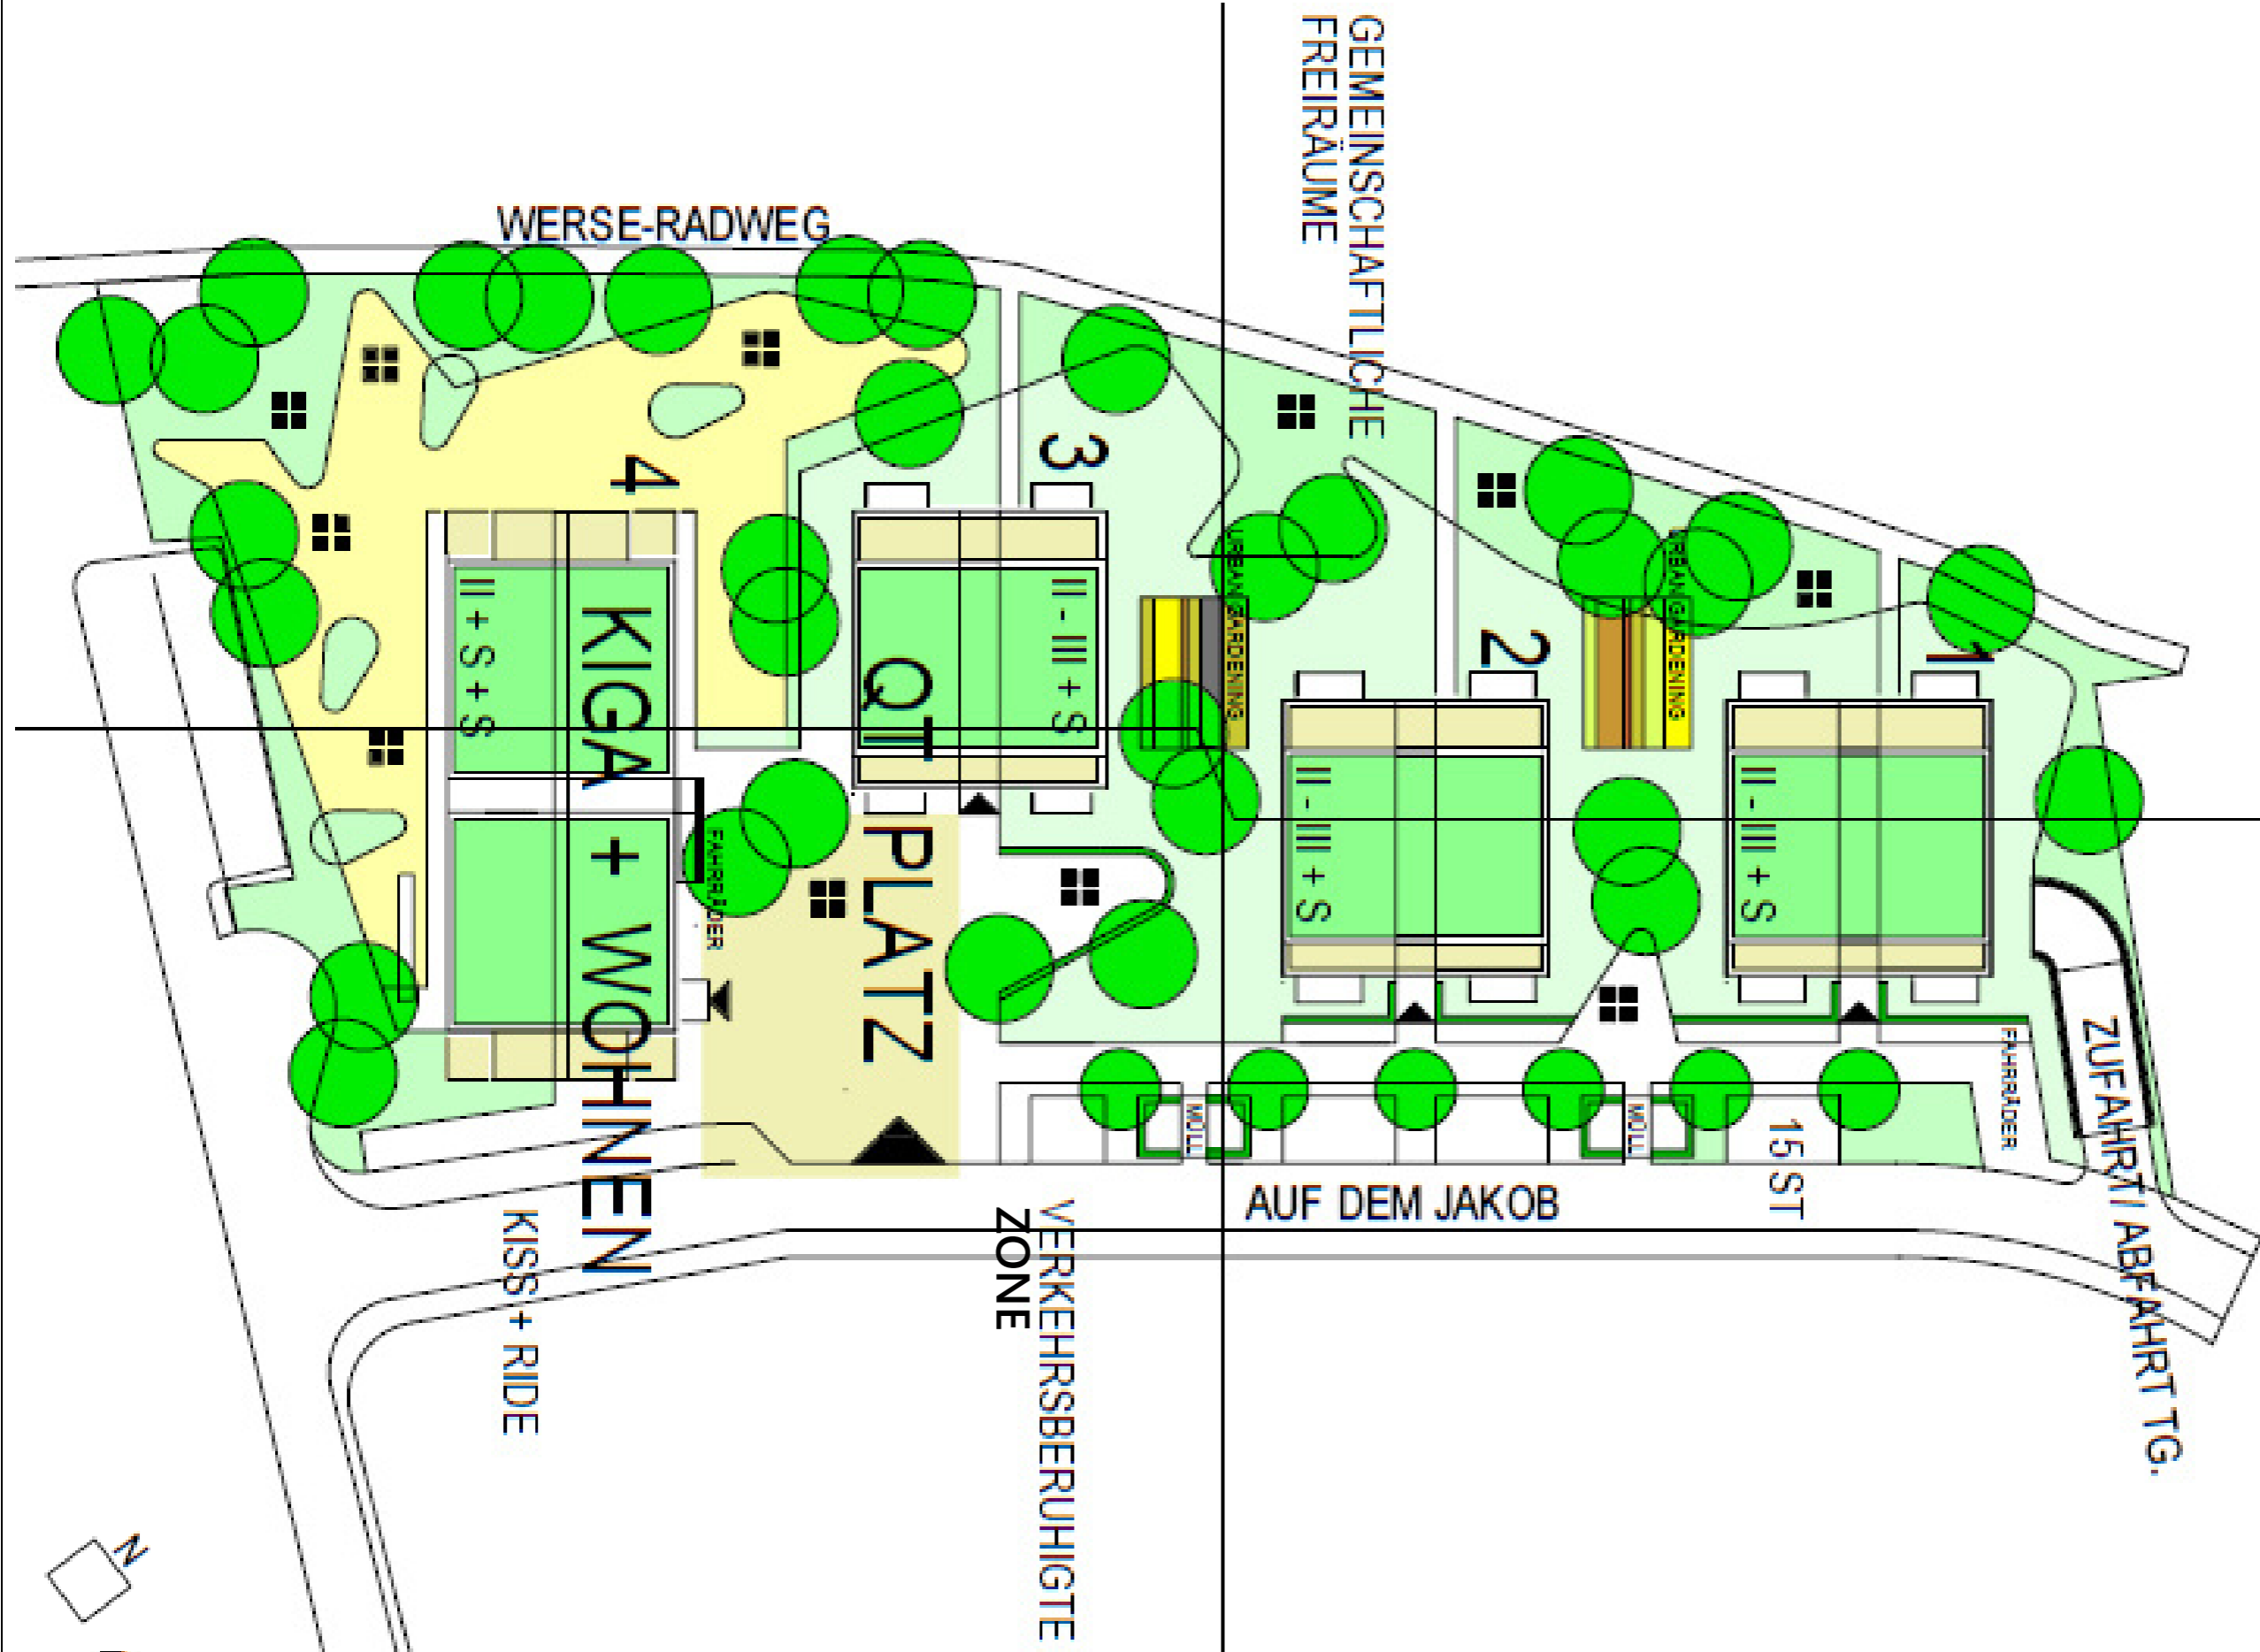 GEMEINSCHAFTLICHE
FREIRÄUME
WERSE-RADWEG
4
3
2
1
URBAN GARDENING
URBAN GARDENING
III + S + S
KIGA + WOHNEN
QT
II - III + S
II - III + S
II - III + S
PLATZ
FAHRRÄDER
FAHRRÄDER
MÜLL
MÜLL
15 ST
ZUFAHRT/ ABFAHRT TG.
AUF DEM JAKOB
KISS + RIDE
VERKEHRSBERUHIGTE
ZONE
N